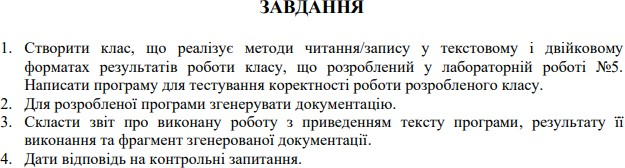 ЗАВДАННЯ
1. Створити клас, що реалізує методи читання/запису у текстовому і двійковому
форматах результатів роботи класу, що розроблений у лабораторній роботі №5.
Написати програму для тестування коректності роботи розробленого класу.
2. Для розробленої програми згенерувати документацію.
3. Скласти звіт про виконану роботу з приведенням тексту програми, результату її
виконання та фрагмент згенерованої документації.
4. Дати відповідь на контрольні запитання.